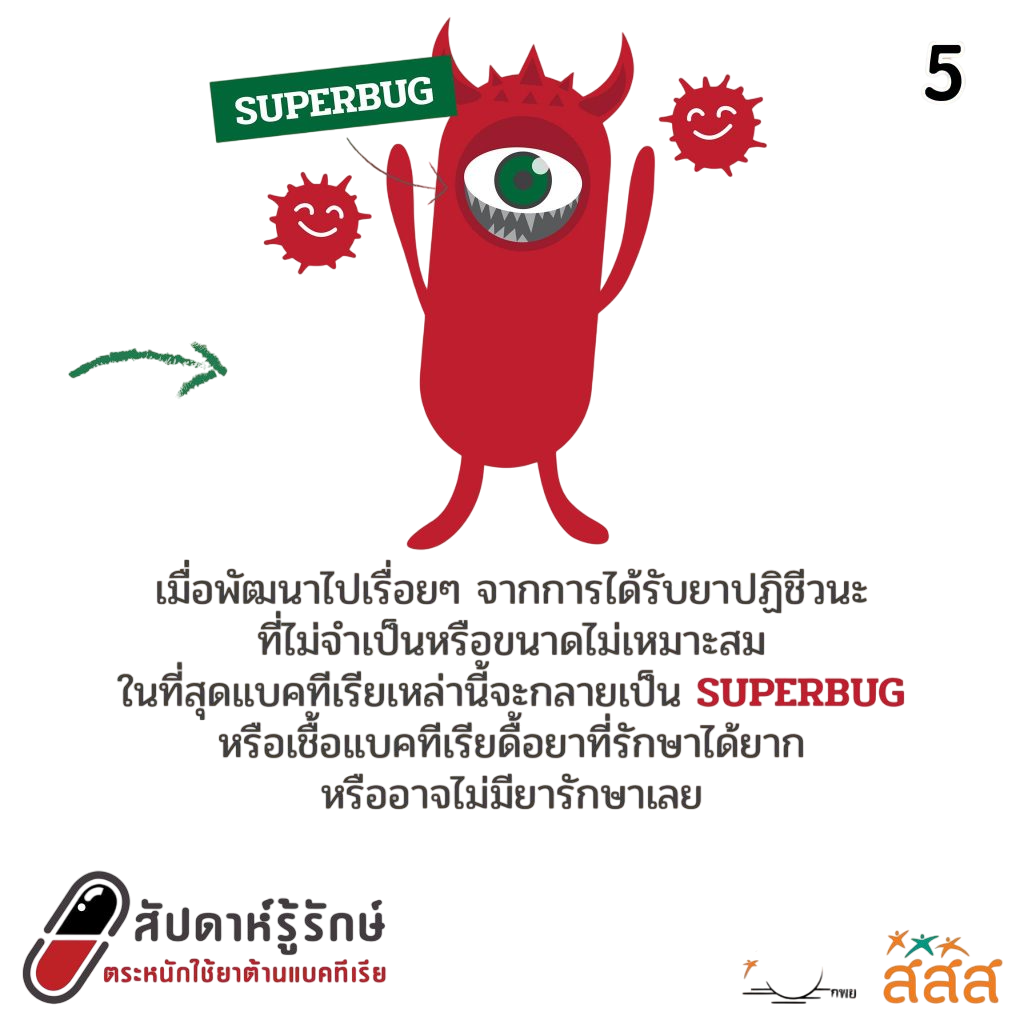 5
SUPERBUG
เมื่อพัฒนาไปเรื่อยๆ จากการได้รับยาปฏิชีวนะ
ที่ไม่จำเป็นหรือขนาดไม่เหมาะสม
ในที่สุดแบคทีเรียเหล่านี้จะกลายเป็น SUPERBUG
หรือเชื้อแบคทีเรียดื้อยาที่รักษาได้ยาก
หรืออาจไม่มียารักษาเลย
สัปดาห์รู้รักษ์
ตระหนักใช้ยาต้านแบคทีเรีย
กพย
สสส